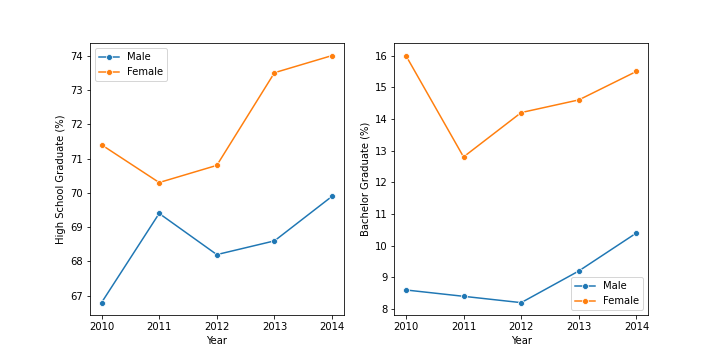 High School Graduate (%)
74
73
72
71
70
69
68
67
Male
Female
2010 2011 2012 2013 2014
Year
Bachelor Graduate (%)
16
15
14
13
12
11
10
9
8
Male
Female
2010 2011 2012 2013 2014
Year